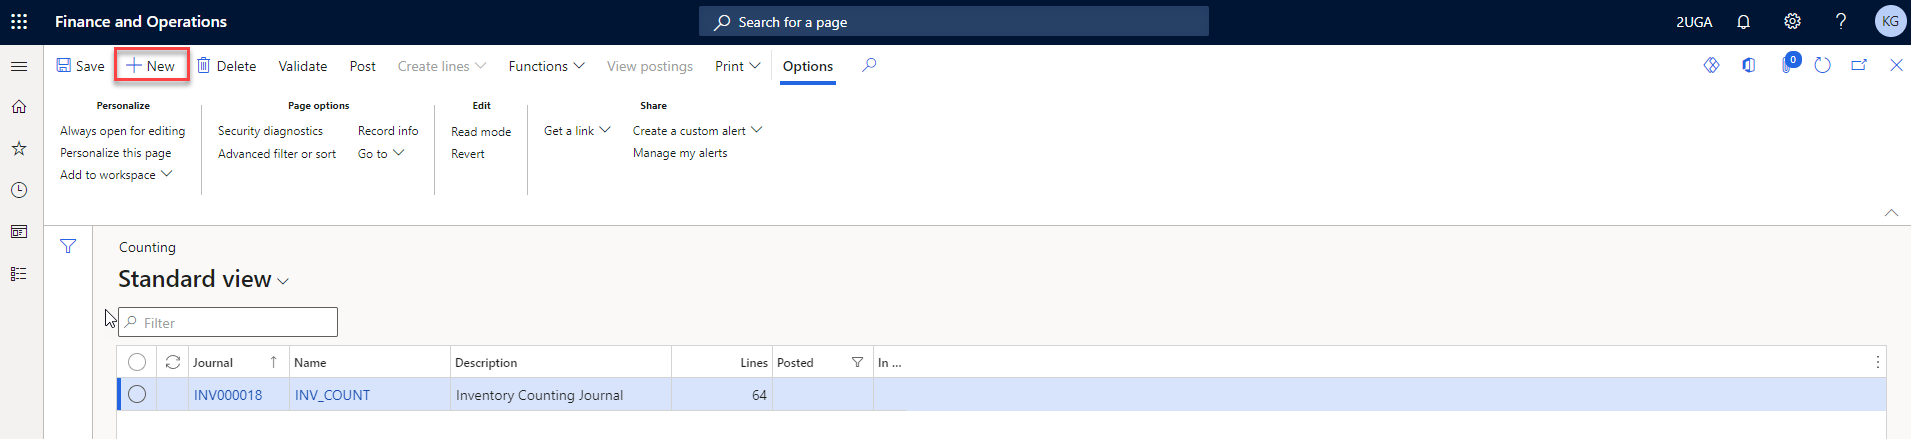 Finance and Operations
Search for a page
2UGA
?
KG
Save
New
Delete
Validate
Post
Create lines
Functions
View postings
Print
Options
0
Personalize
Always open for editing
Personalize this page
Add to workspace
Page options
Security diagnostics
Advanced filter or sort
Record info
Go to
Edit
Read mode
Revert
Share
Get a link
Create a custom alert
Manage my alerts
Counting
Standard view
Filter
Journal
Name
Description
Lines
Posted
In ...
INV000018
INV_COUNT
Inventory Counting Journal
64